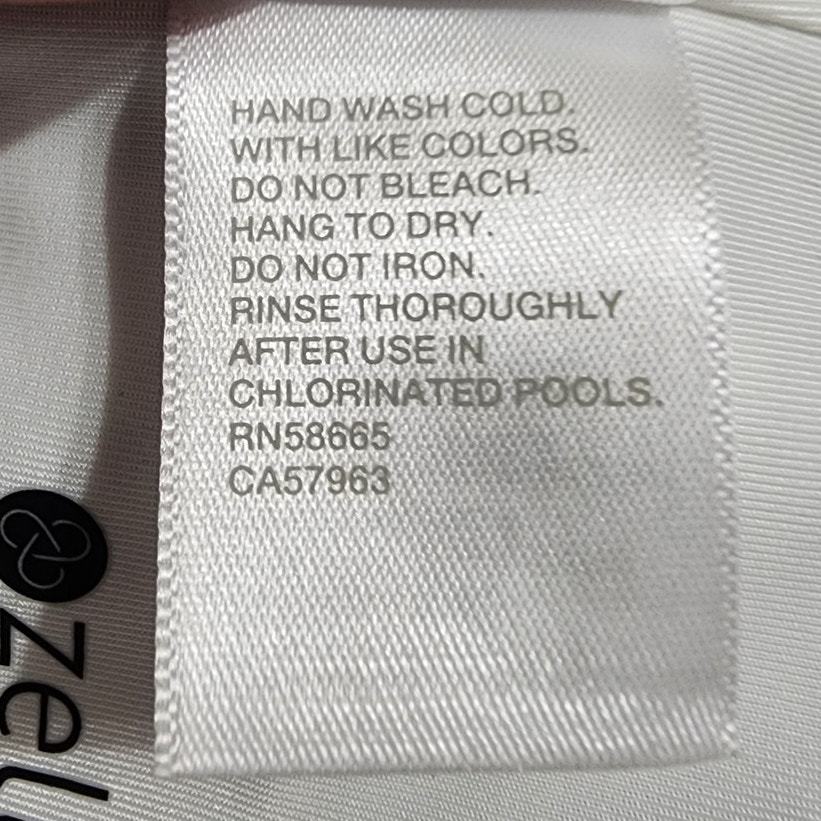 HAND WASH COLD.
WITH LIKE COLORS.
DO NOT BLEACH.
HANG TO DRY.
DO NOT IRON.
RINSE THOROUGHLY
AFTER USE IN
CHLORINATED POOLS.
RN58665
CA57963